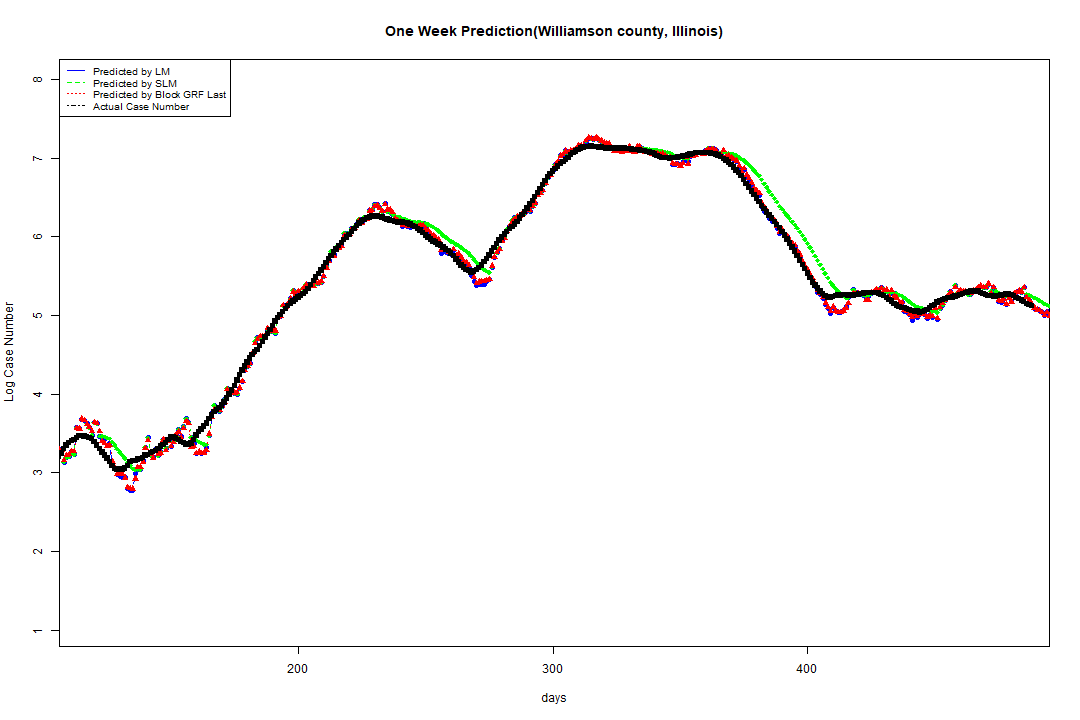 One Week Prediction(Williamson county, Illinois)
Predicted by LM
Predicted by SLM
Predicted by Block GRF Last
Actual Case Number
8
7
6
5
4
3
2
1
Log Case Number
200 300 400
days